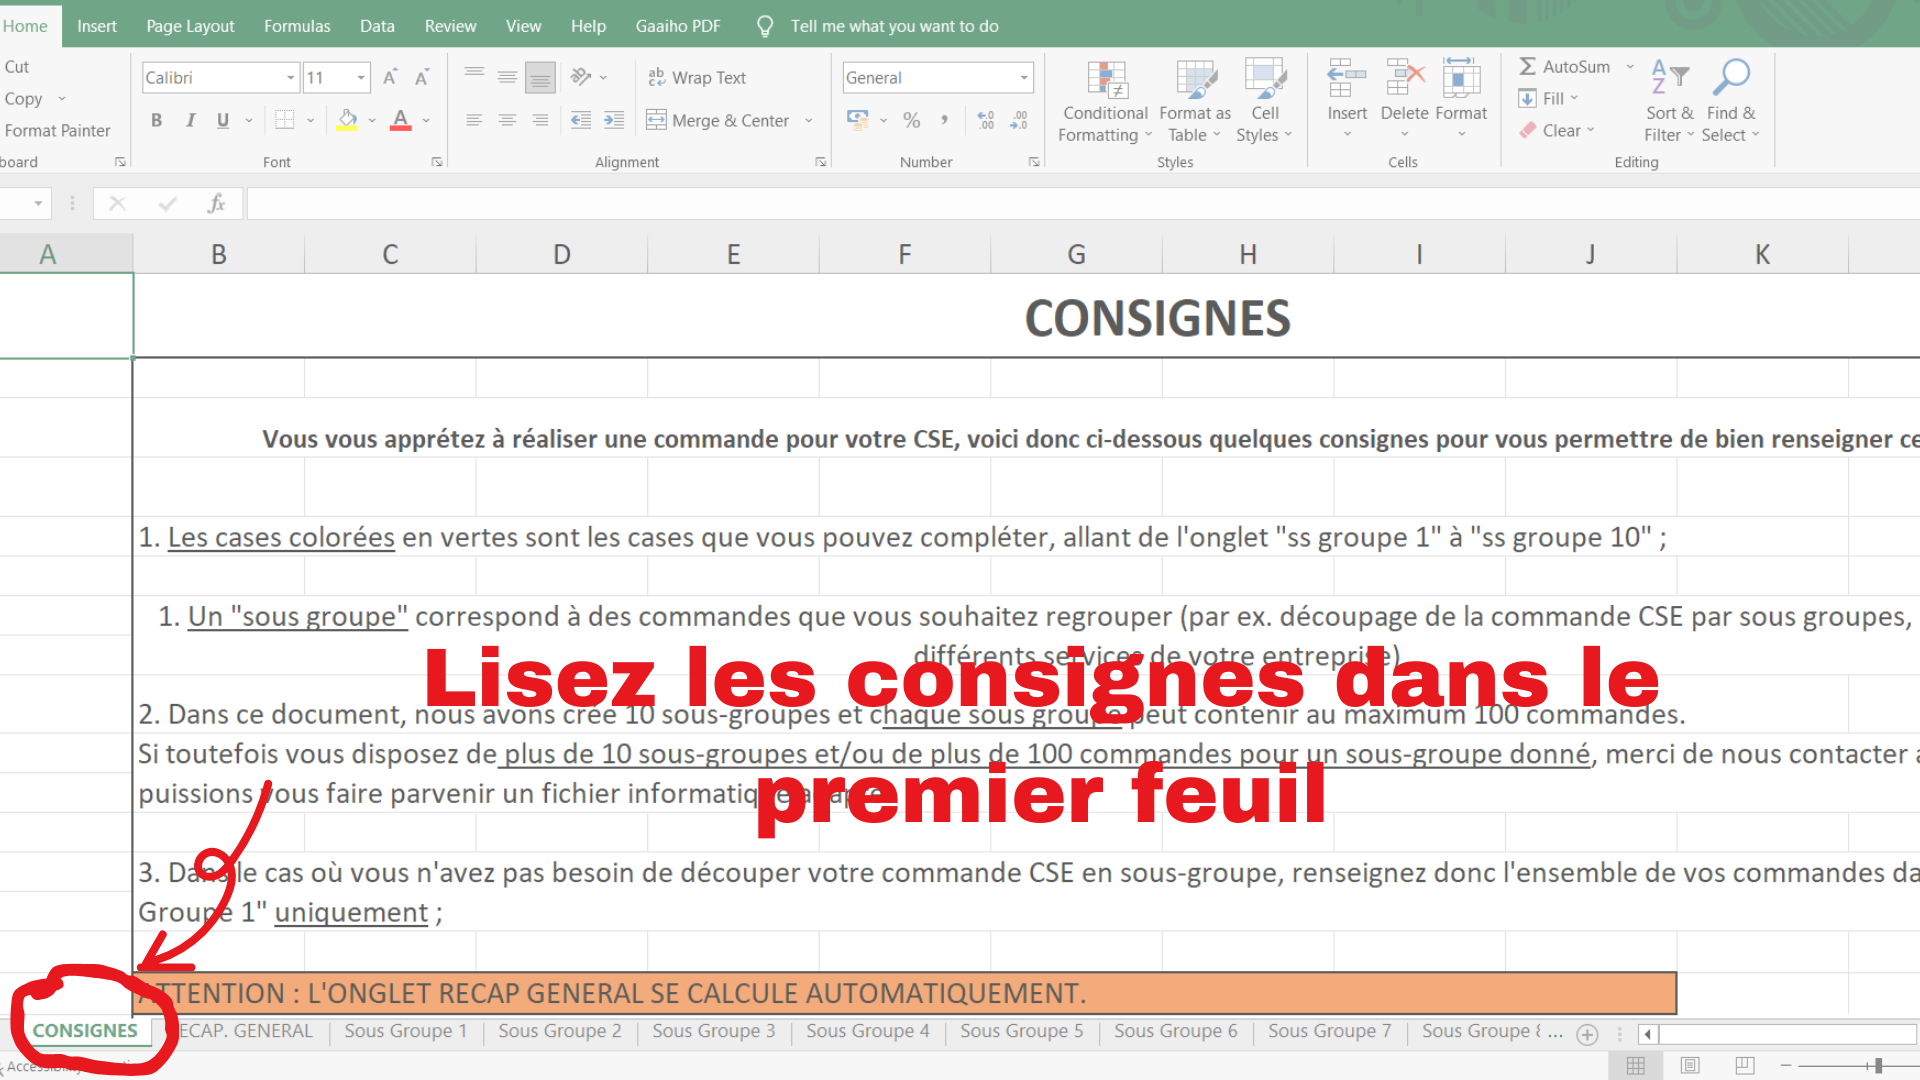 Home Insert Page Layout Formulas Data Review View Help Gaaiho PDF Tell me what you want to do
Cut
Copy
Format Painter
board
Calibri 11
B I U A
Font
ab Wrap Text
Merge & Center
Alignment
General
% ,
Number
Conditional Formatting
Format as Table
Cell Styles
Styles
Insert Delete Format
Cells
AutoSum
Fill
Clear
Sort & Filter
Find & Select
Editing
fx
A B C D E F G H I J K
CONSIGNES
Vous vous apprétez à réaliser une commande pour votre CSE, voici donc ci-dessous quelques consignes pour vous permettre de bien renseigner ce
1. Les cases colorées en vertes sont les cases que vous pouvez compléter, allant de l'onglet "ss groupe 1" à "ss groupe 10" ;
1. Un "sous groupe" correspond à des commandes que vous souhaitez regrouper (par ex. découpage de la commande CSE par sous groupes,
différents services de votre entreprise)
Lisez les consignes dans le
2. Dans ce document, nous avons crée 10 sous-groupes et chaque sous groupe peut contenir au maximum 100 commandes.
Si toutefois vous disposez de plus de 10 sous-groupes et/ou de plus de 100 commandes pour un sous-groupe donné, merci de nous contacter a
puissions vous faire parvenir un fichier informatique
premier feuil
3. Dans le cas où vous n'avez pas besoin de découper votre commande CSE en sous-groupe, renseignez donc l'ensemble de vos commandes da
Groupe 1" uniquement ;
ATTENTION : L'ONGLET RECAP GENERAL SE CALCULE AUTOMATIQUEMENT.
CONSIGNES ECAP. GENERAL Sous Groupe 1 Sous Groupe 2 Sous Groupe 3 Sous Groupe 4 Sous Groupe 5 Sous Groupe 6 Sous Groupe 7 Sous Groupe 8 ...